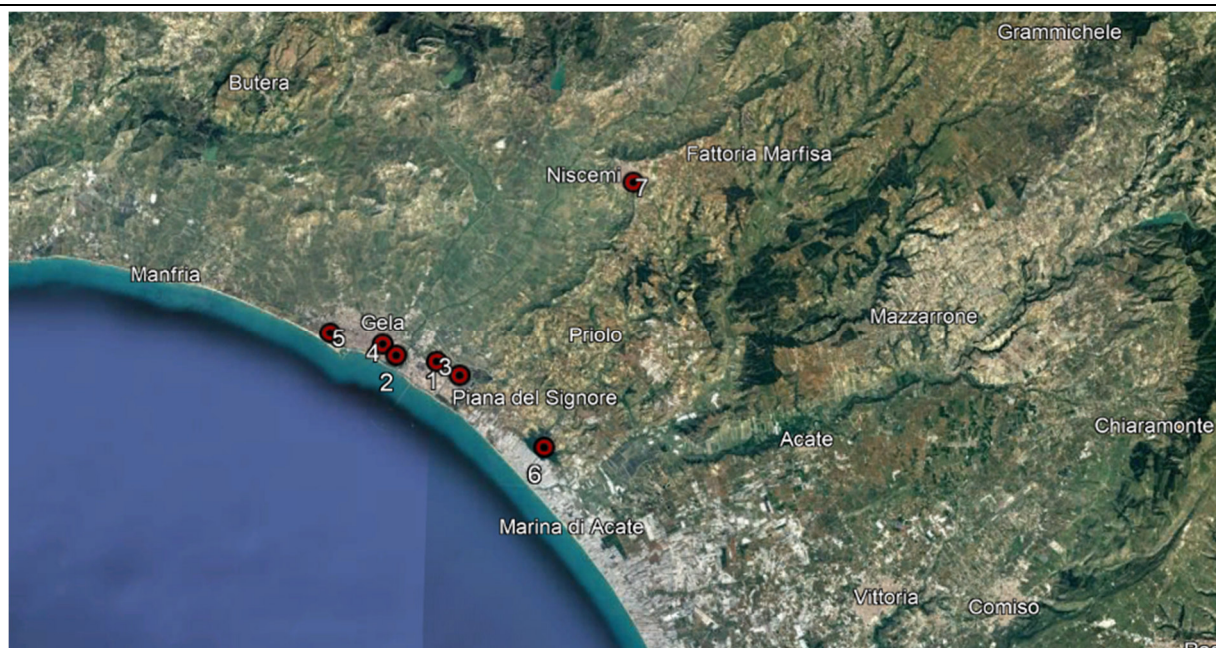 Grammichele
Butera
Fattoria Marfisa
Niscemi
7
Manfria
Mazzarrone
Gela
Priolo
5
4
3
2
1
Piana del Signore
Chiaramonte
Acate
6
Marina di Acate
Vittoria
Comiso